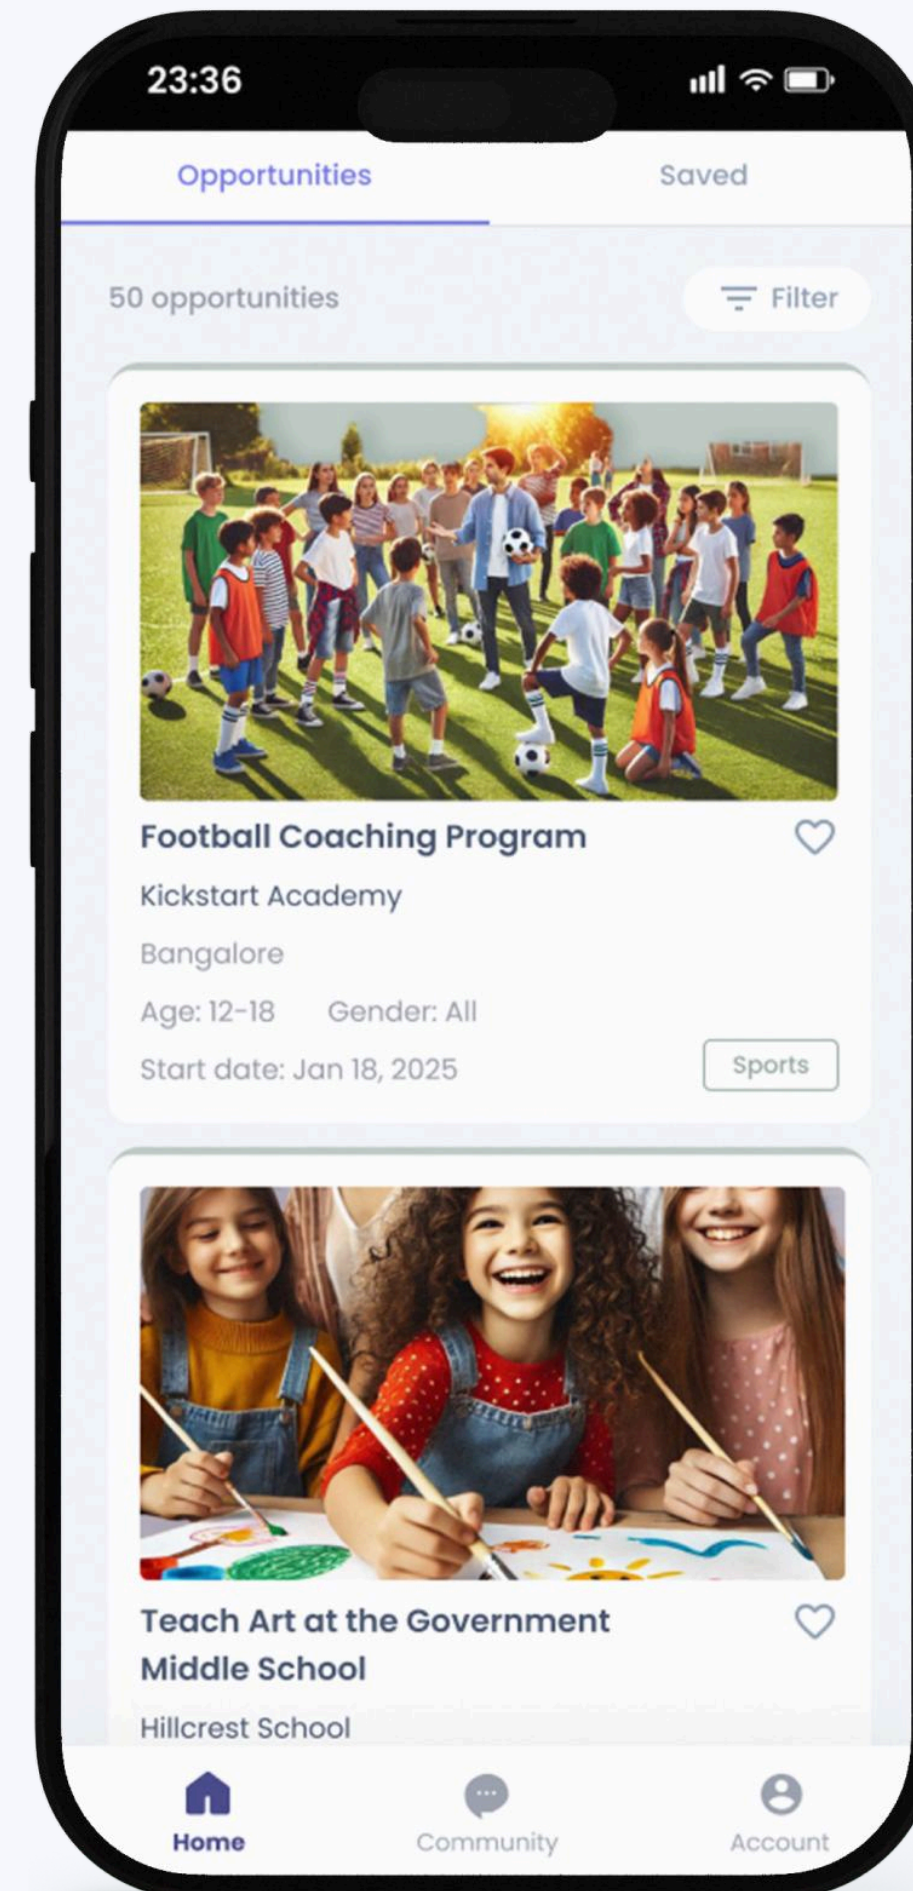 23:36
Opportunities Saved
50 opportunities Filter
Football Coaching Program
Kickstart Academy
Bangalore
Age: 12-18 Gender: All
Start date: Jan 18, 2025 Sports
Teach Art at the Government
Middle School
Hillcrest School
Home Community Account